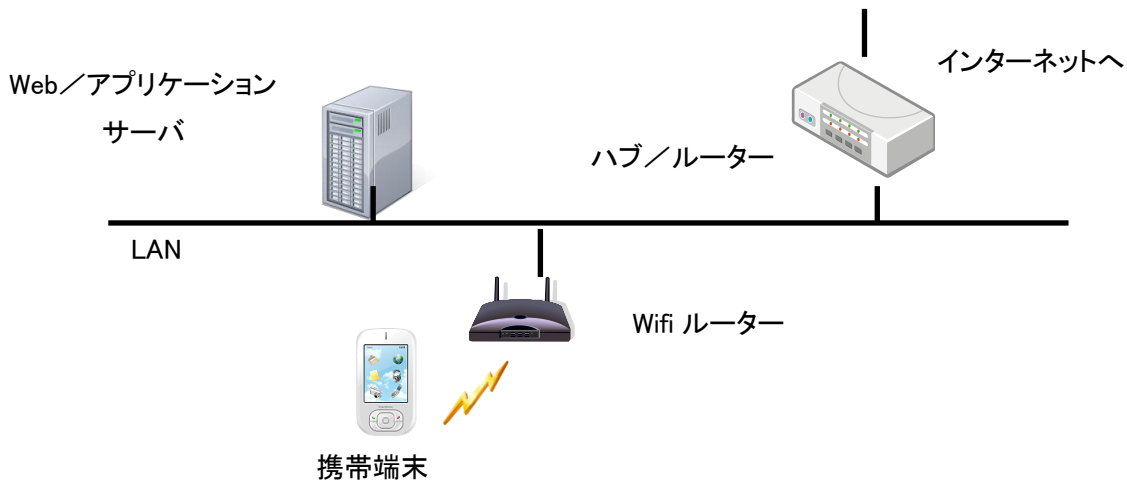 インターネットへ
Web／アプリケーション
サーバ
ハブ／ルーター
LAN
Wifi ルーター
携帯端末